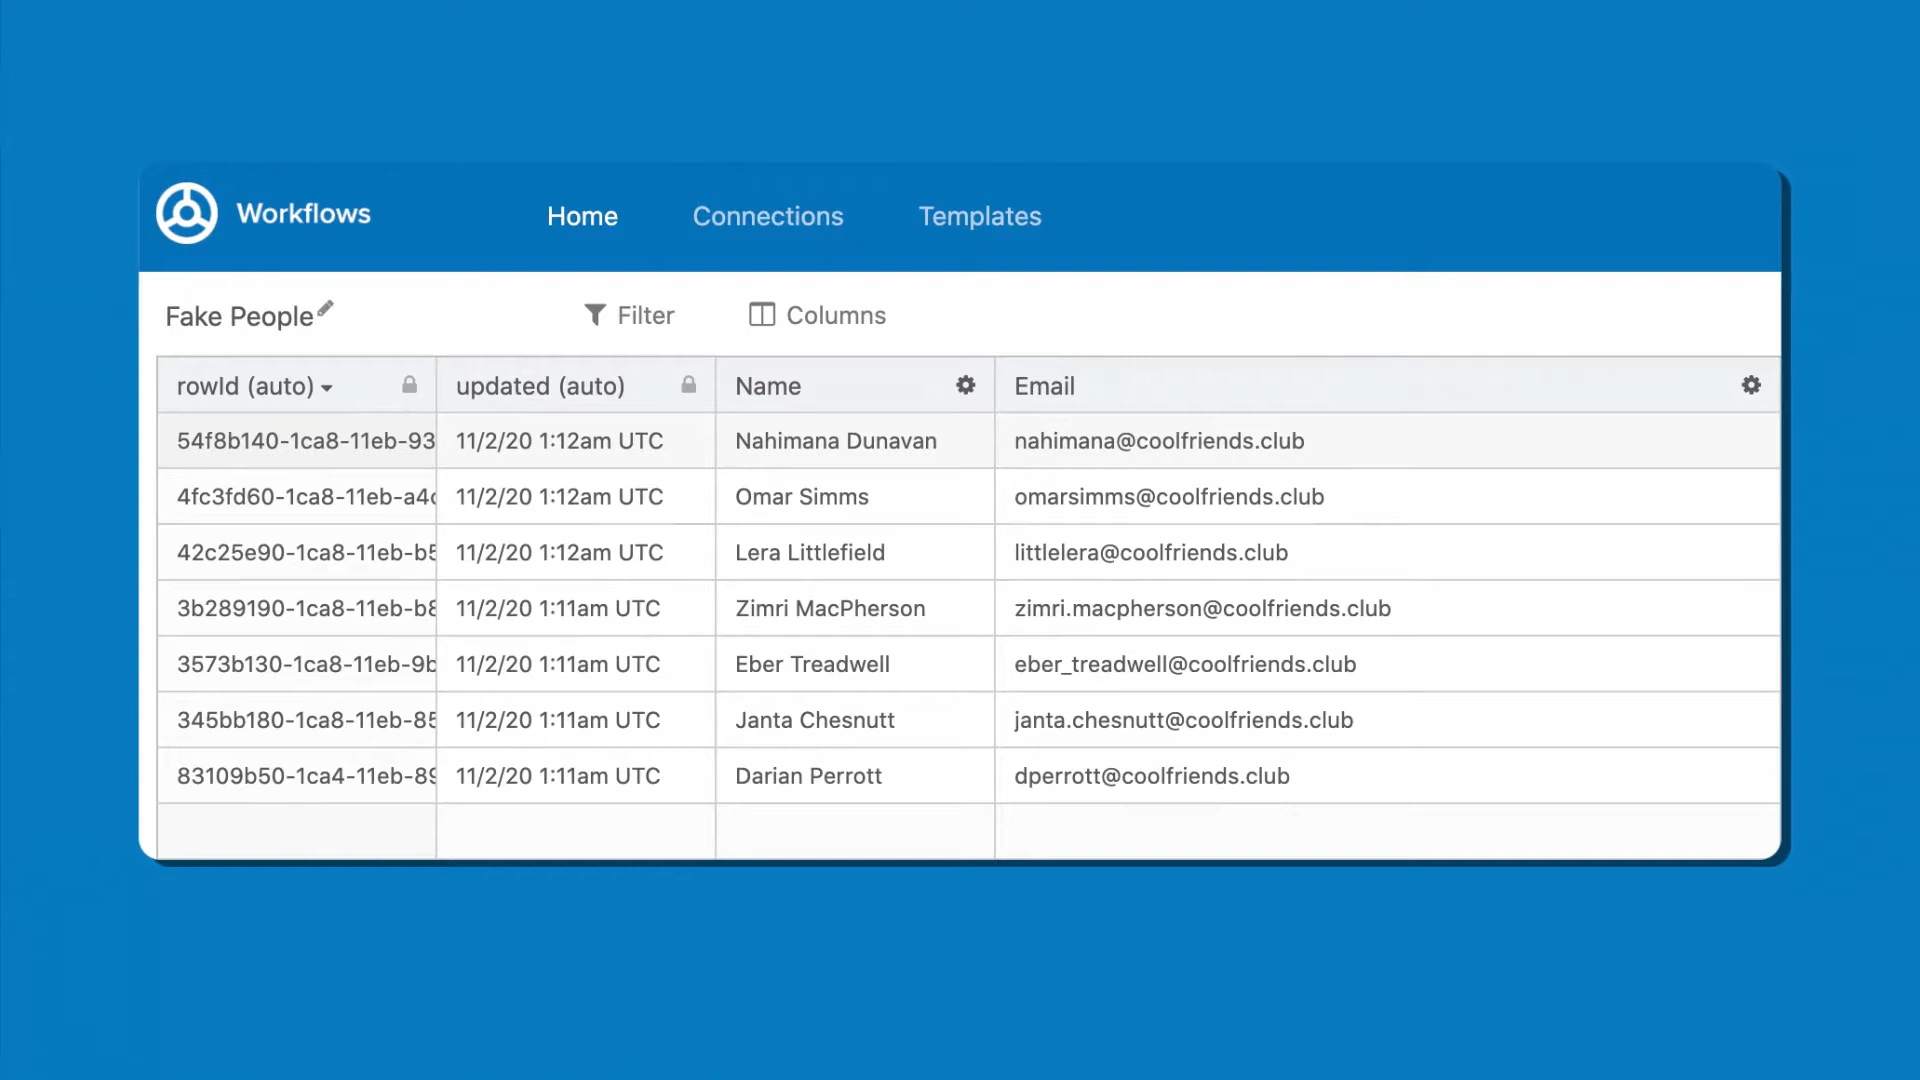 Workflows Home Connections Templates
Fake People Filter Columns
rowId (auto) updated (auto) Name Email
54f8b140-1ca8-11eb-93 11/2/20 1:12am UTC Nahimana Dunavan nahimana@coolfriends.club
4fc3fd60-1ca8-11eb-a4c 11/2/20 1:12am UTC Omar Simms omarsimms@coolfriends.club
42c25e90-1ca8-11eb-b5 11/2/20 1:12am UTC Lera Littlefield littlelera@coolfriends.club
3b289190-1ca8-11eb-b8 11/2/20 1:11am UTC Zimri MacPherson zimri.macpherson@coolfriends.club
3573b130-1ca8-11eb-9b 11/2/20 1:11am UTC Eber Treadwell eber_treadwell@coolfriends.club
345bb180-1ca8-11eb-85 11/2/20 1:11am UTC Janta Chesnutt janta.chesnutt@coolfriends.club
83109b50-1ca4-11eb-89 11/2/20 1:11am UTC Darian Perrott dperrott@coolfriends.club